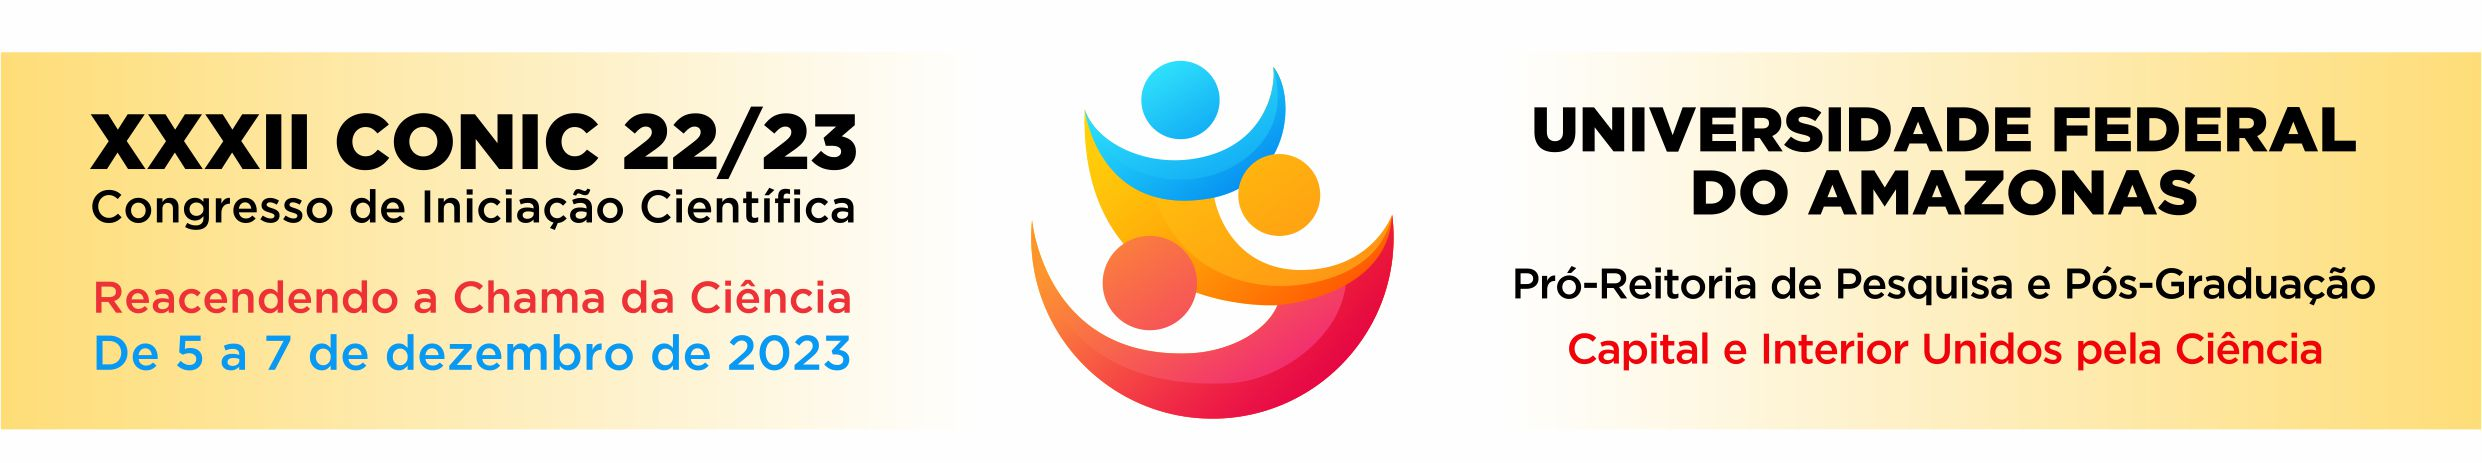 XXXII CONIC 22/23
Congresso de Iniciação Científica
Reacendendo a Chama da Ciência
De 5 a 7 de dezembro de 2023
UNIVERSIDADE FEDERAL
DO AMAZONAS
Pró-Reitoria de Pesquisa e Pós-Graduação
Capital e Interior Unidos pela Ciência